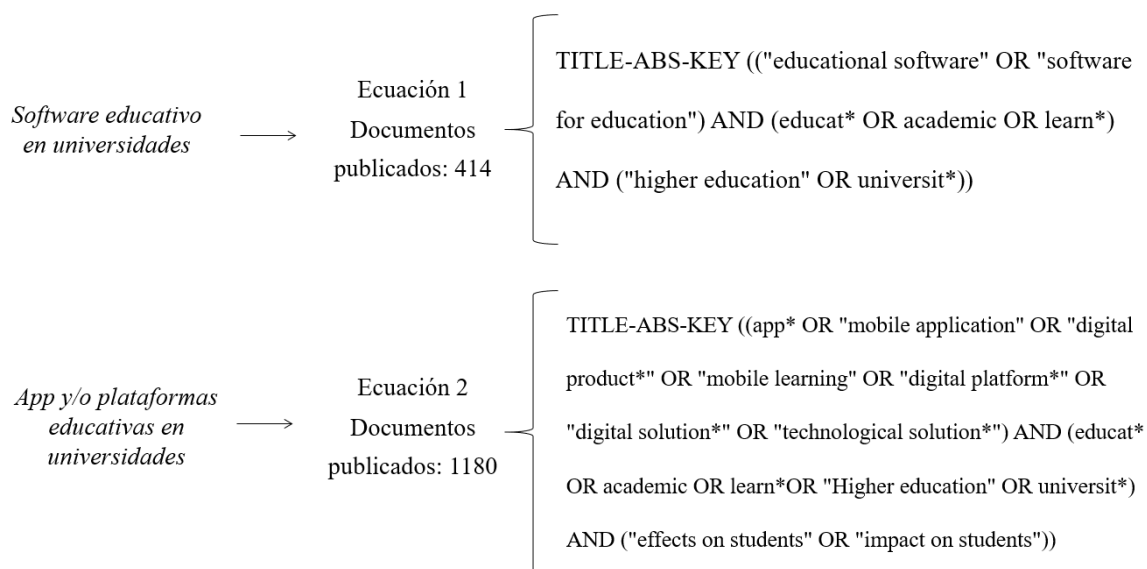 Software educativo
en universidades
Ecuación 1
Documentos
publicados: 414
TITLE-ABS-KEY (("educational software" OR "software
for education") AND (educat* OR academic OR learn*)
AND ("higher education" OR universit*))
App y/o plataformas
educativas en
universidades
Ecuación 2
Documentos
publicados: 1180
TITLE-ABS-KEY ((app* OR "mobile application" OR "digital
product*" OR "mobile learning" OR "digital platform*" OR
"digital solution*" OR "technological solution*") AND (educat*
OR academic OR learn*OR "Higher education" OR universit*)
AND ("effects on students" OR "impact on students"))